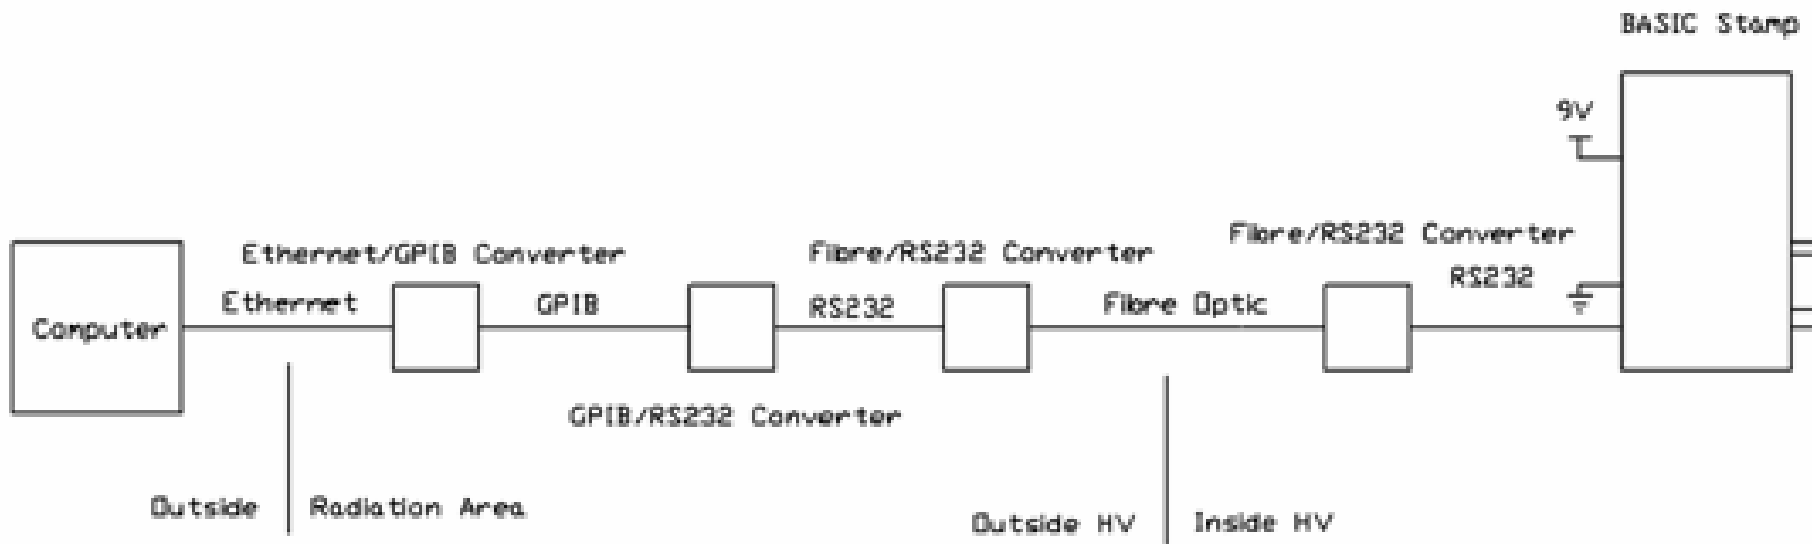 BASIC Stamp
9V
Fibre/RS232 Converter
Ethernet/GPIB Converter
Fibre/RS232 Converter
RS232
Ethernet
GPIB
RS232
Fibre Optic
Computer
GPIB/RS232 Converter
Outside
Radiation Area
Outside HV
Inside HV